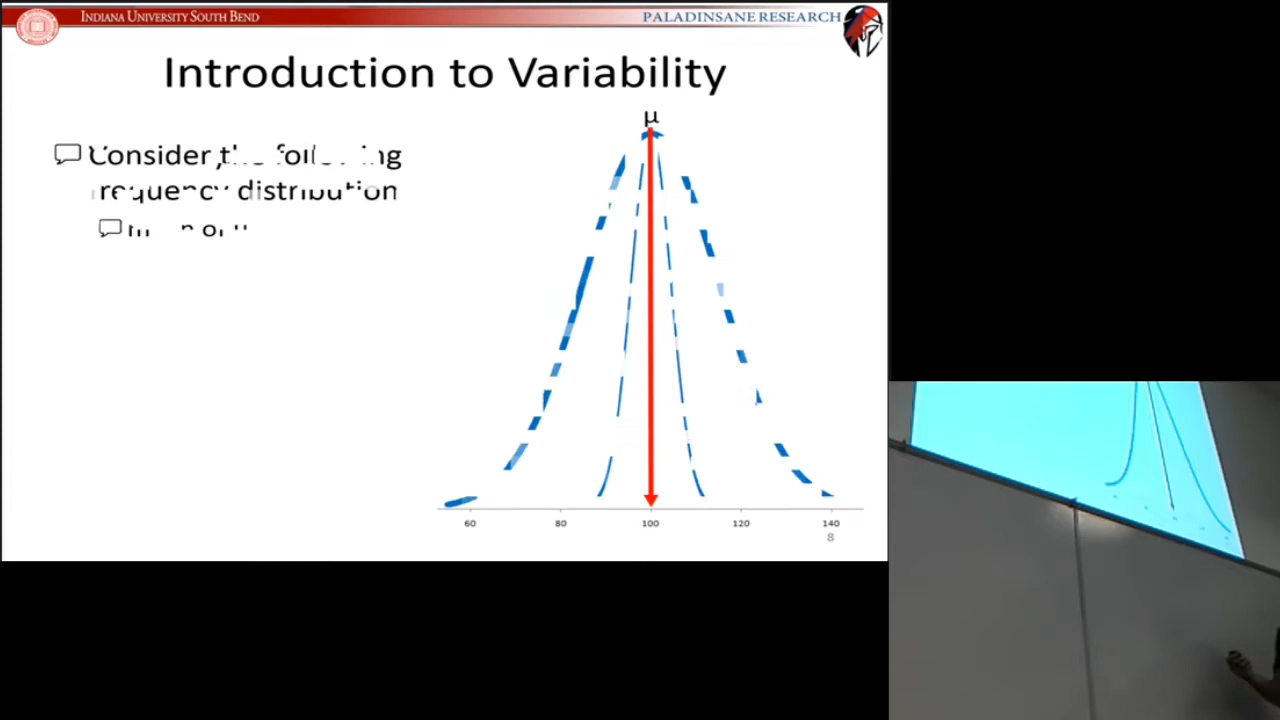 INDIANA UNIVERSITY SOUTH BEND
PALADINSANE RESEARCH
Introduction to Variability
μ
Consider the following
frequency distribution
60 80 100 120 140
8